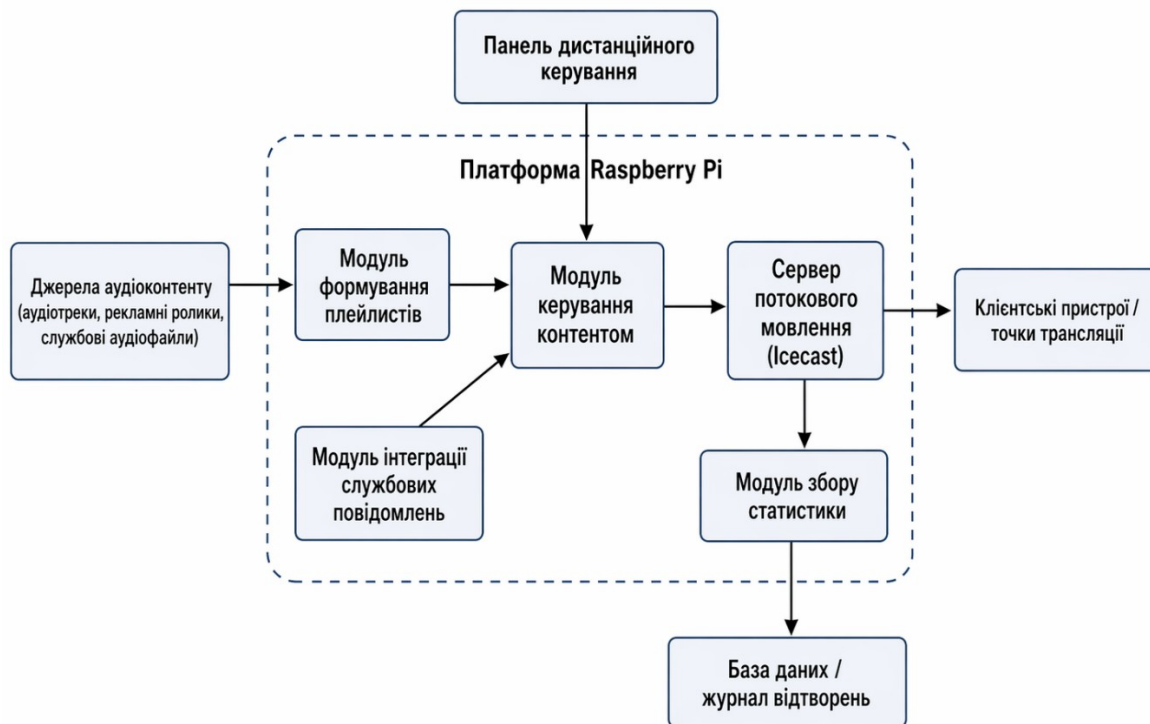 Панель дистанційного
керування
Платформа Raspberry Pi
Джерела аудіоконтенту
(аудіотреки, рекламні ролики,
службові аудіофайли)
Модуль
формування
плейлистів
Модуль
керування
контентом
Сервер
потокового
мовлення
(Icecast)
Клієнтські пристрої /
точки трансляції
Модуль інтеграції
службових
повідомлень
Модуль збору
статистики
База даних /
журнал відтворень